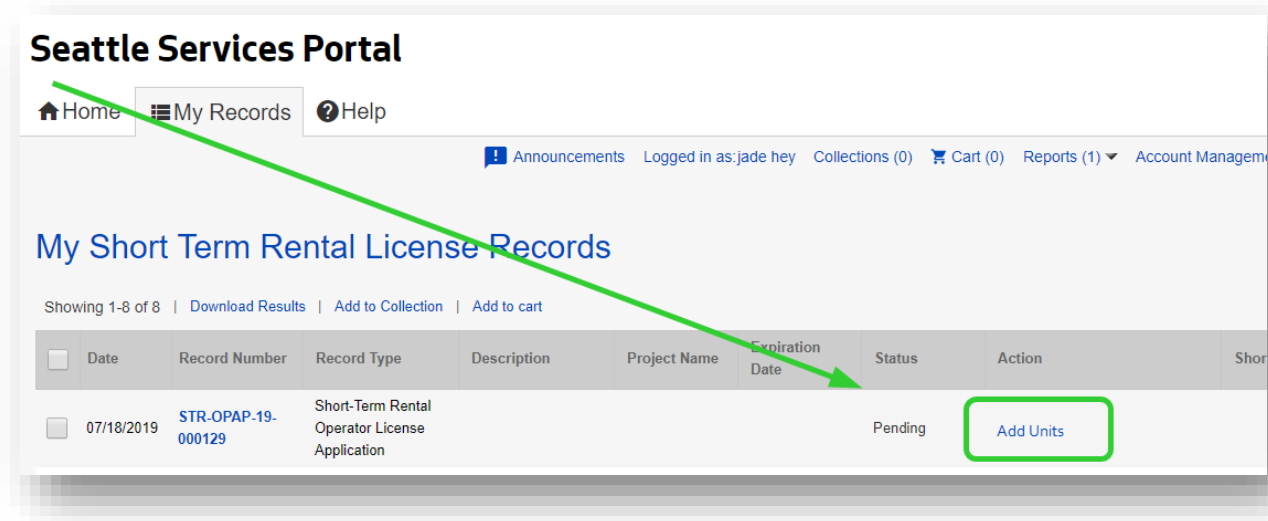 Seattle Services Portal
Home My Records Help
Announcements Logged in as:jade hey Collections (0) Cart (0) Reports (1) Account Manageme
My Short Term Rental License Records
Showing 1-8 of 8 | Download Results | Add to Collection | Add to cart
Date Record Number Record Type Description Project Name Expiration Date Status Action Shor
07/18/2019 STR-OPAP-19-000129 Short-Term Rental Operator License Application Pending Add Units